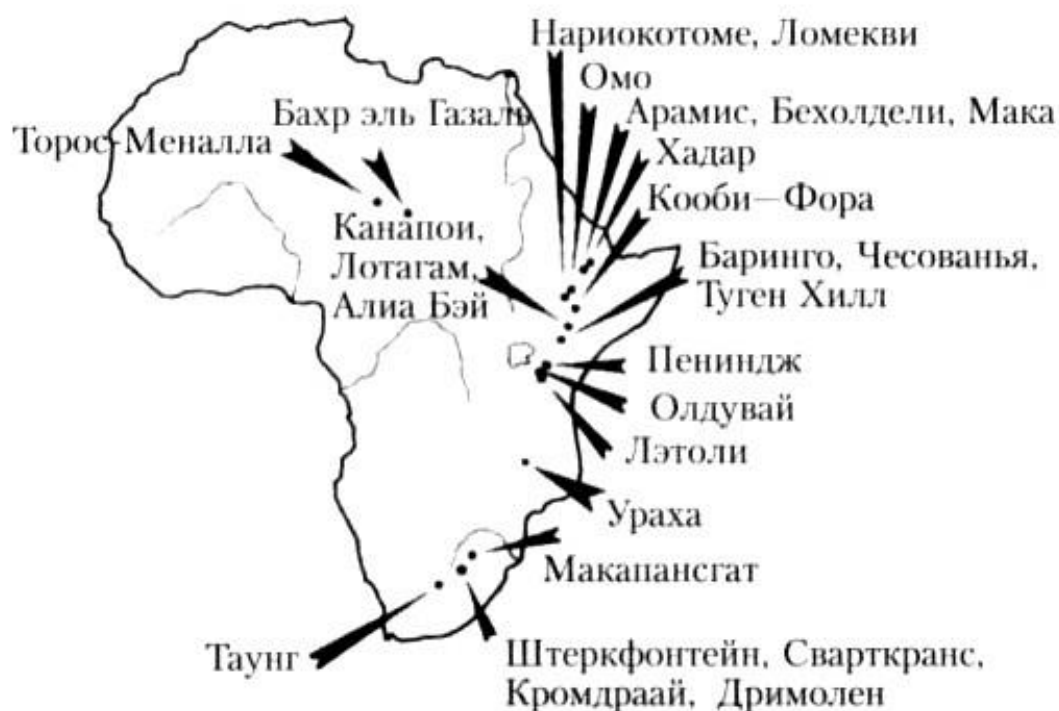 Нариокотоме, Ломекви
Омо
Арамис, Бехолдели, Мака
Хадар
Кооби—Фора
Бахр эль Газаль
Торос-Меналла
Канапои,
Лотагам,
Алиа Бэй
Баринго, Чесованья,
Туген Хилл
Пениндж
Олдувай
Лэтоли
Ураха
Макапансгат
Таунг
Штеркфонтейн, Сварткранс,
Кромдраай, Дримолен